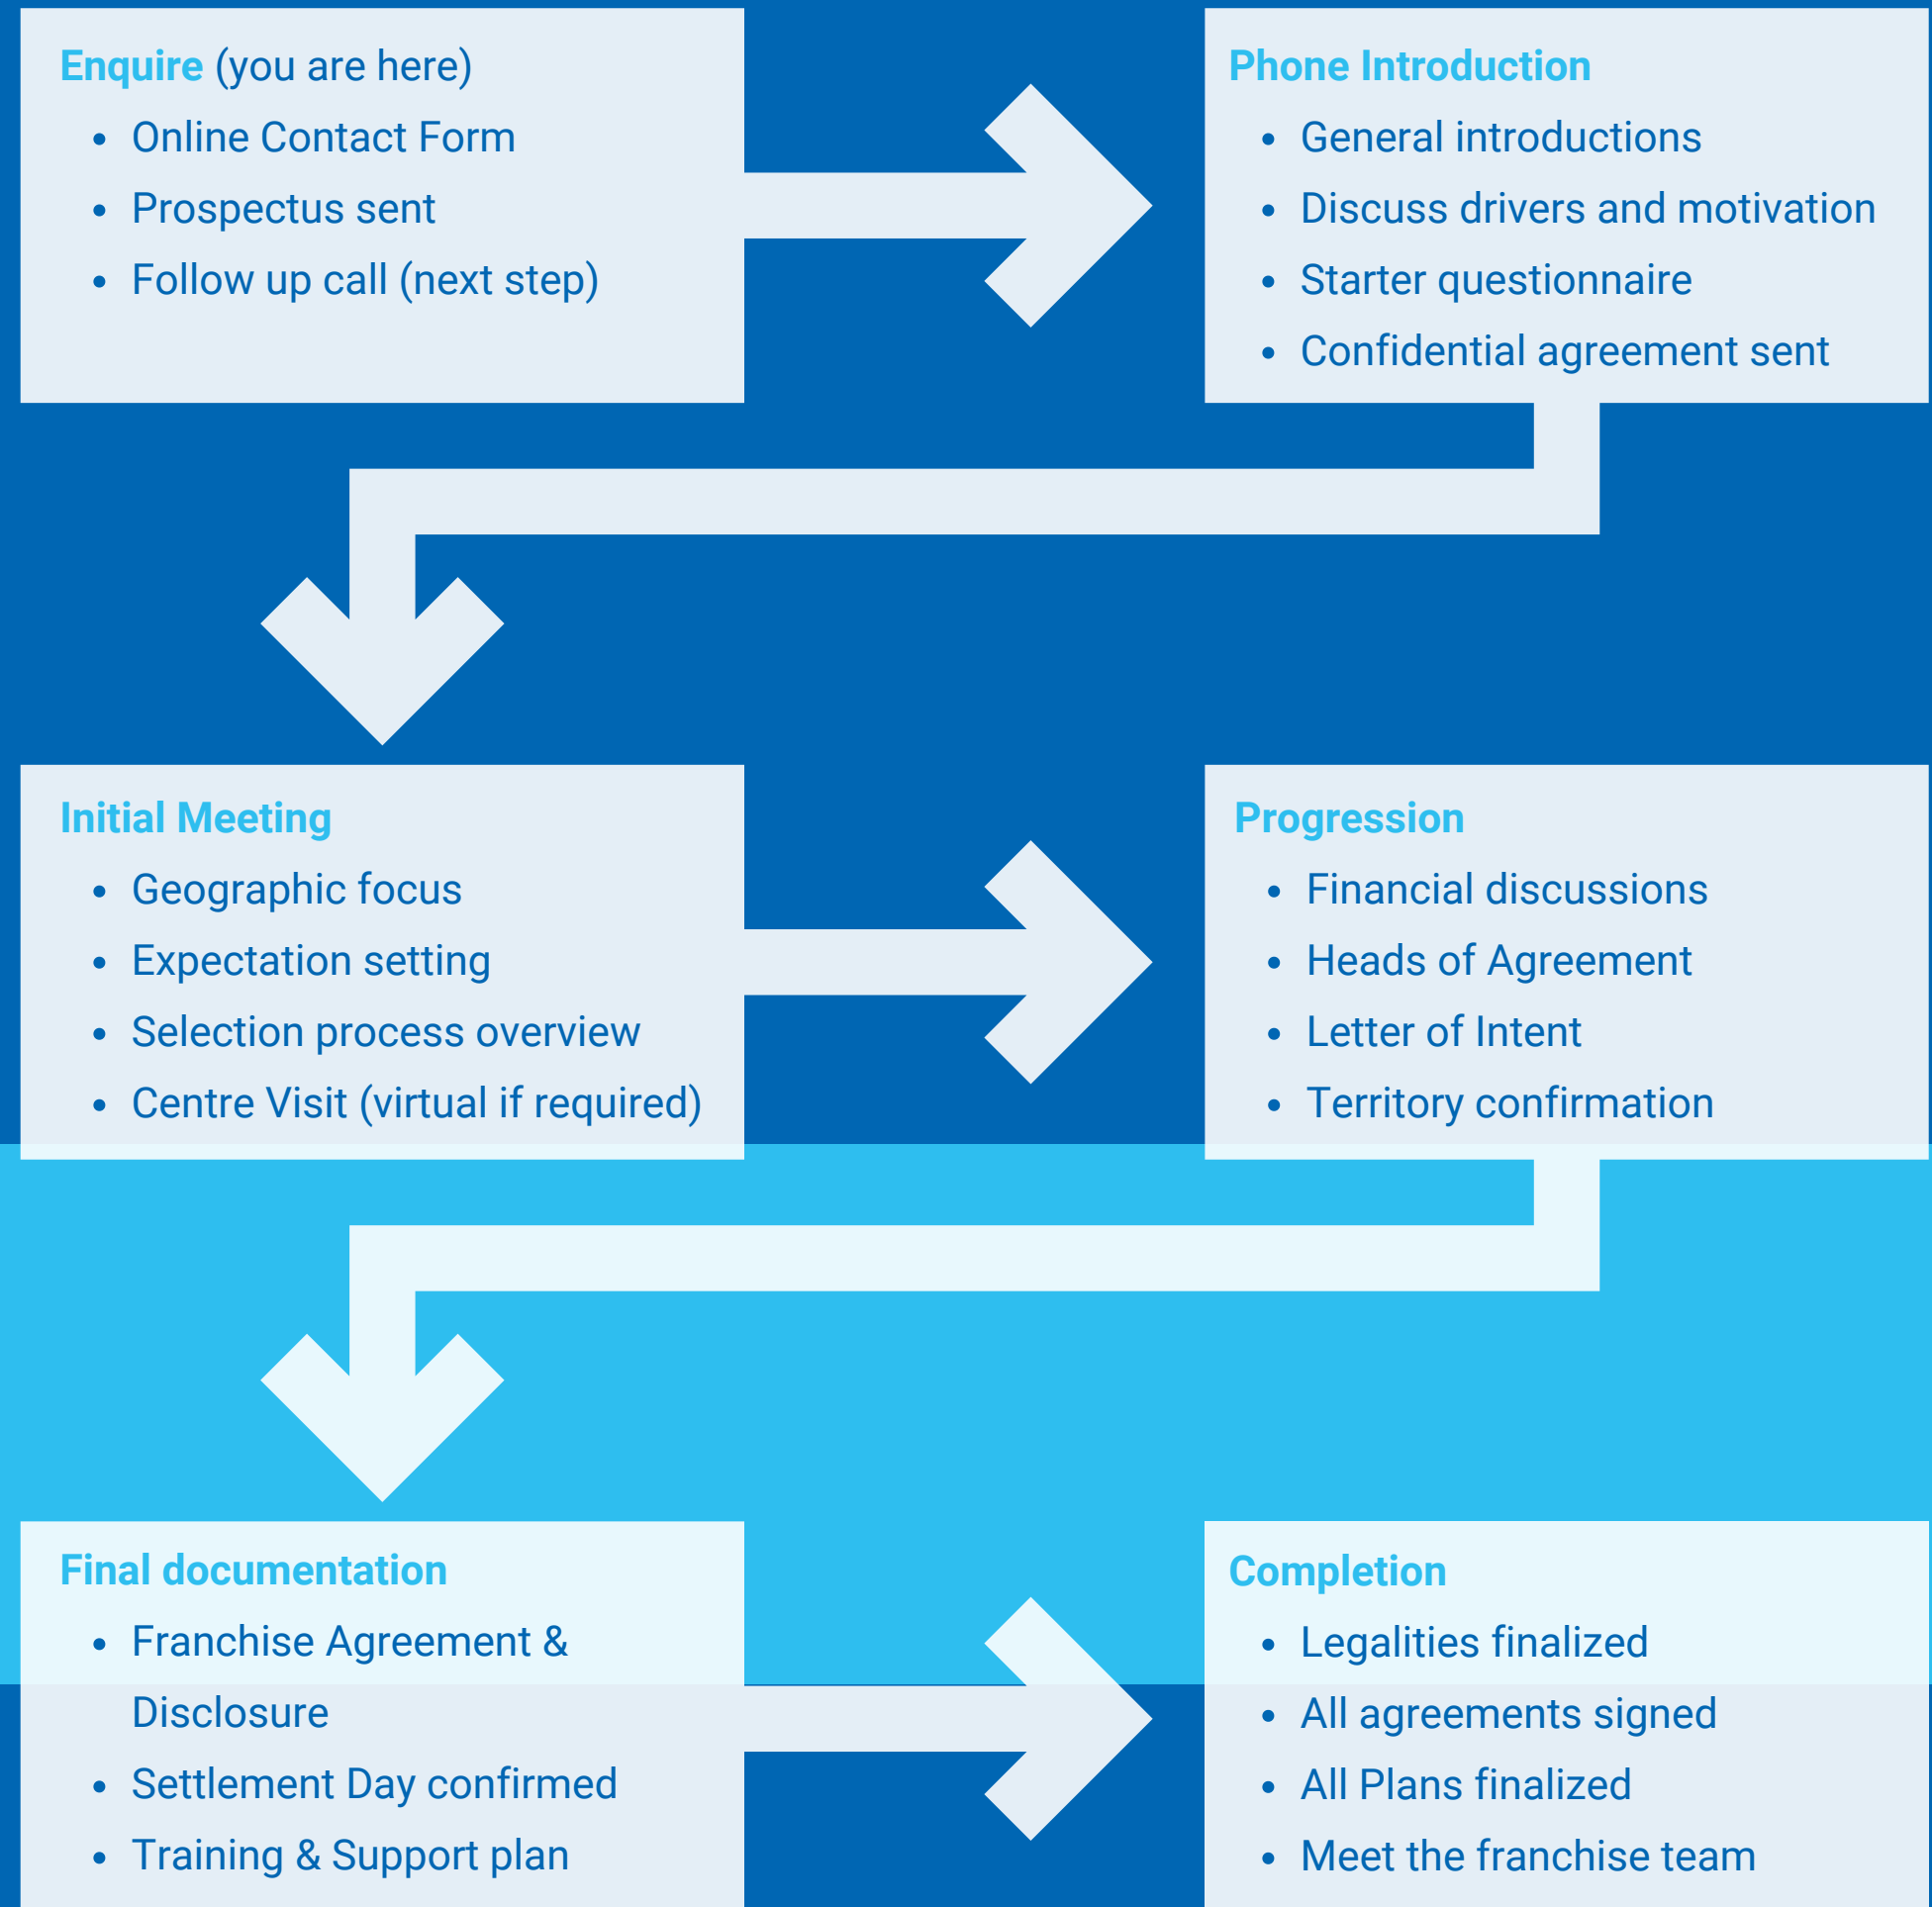 Enquire (you are here)
• Online Contact Form
• Prospectus sent
• Follow up call (next step)
Phone Introduction
• General introductions
• Discuss drivers and motivation
• Starter questionnaire
• Confidential agreement sent
Initial Meeting
• Geographic focus
• Expectation setting
• Selection process overview
• Centre Visit (virtual if required)
Progression
• Financial discussions
• Heads of Agreement
• Letter of Intent
• Territory confirmation
Final documentation
• Franchise Agreement &
Disclosure
• Settlement Day confirmed
• Training & Support plan
Completion
• Legalities finalized
• All agreements signed
• All Plans finalized
• Meet the franchise team